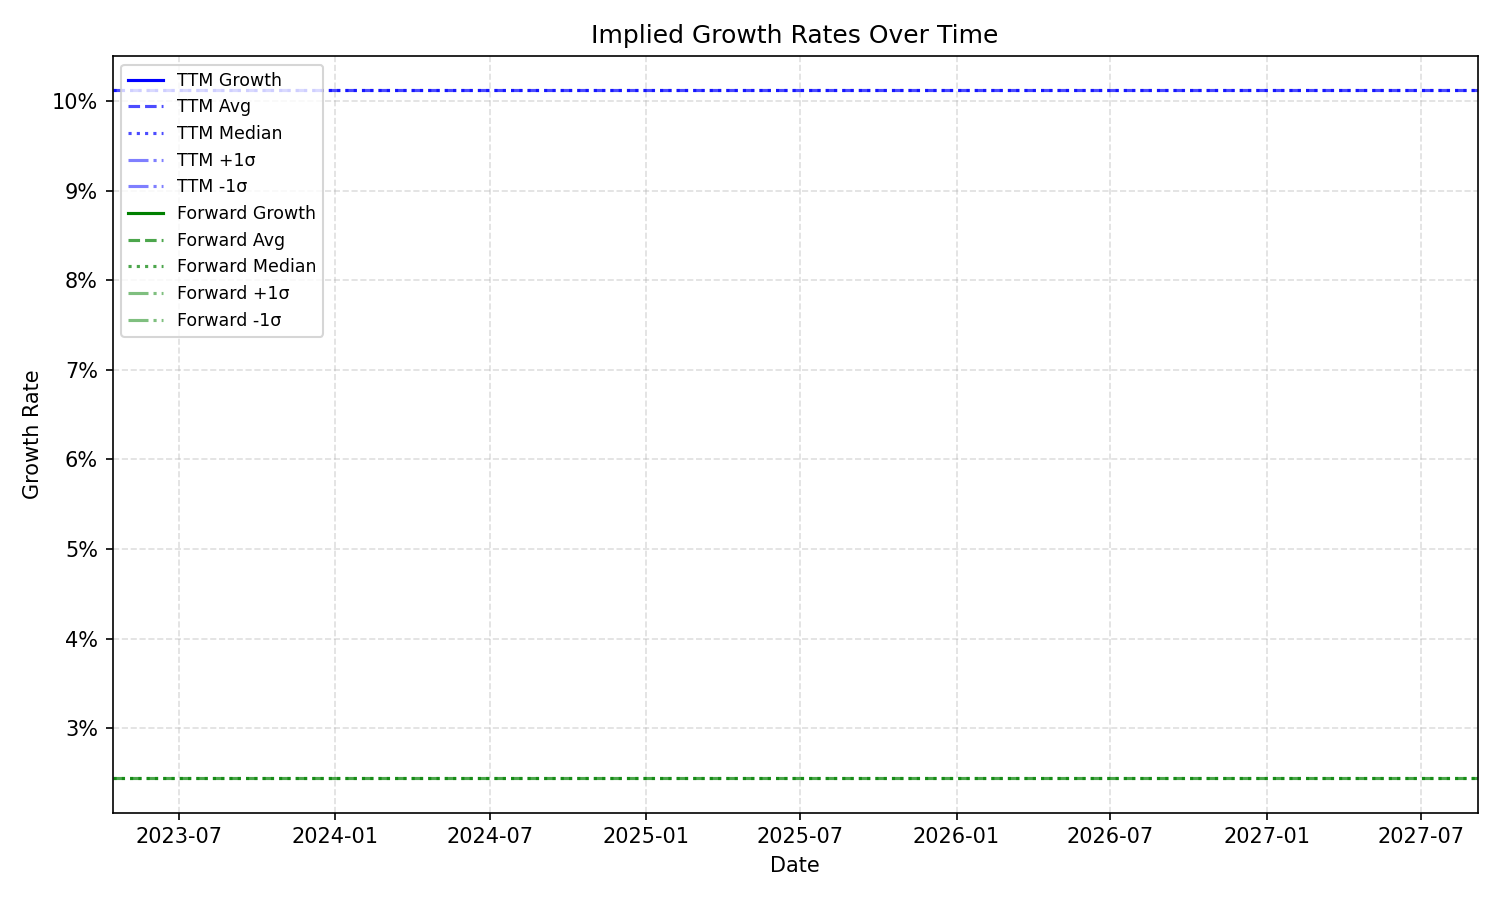 Implied Growth Rates Over Time
TTM Growth
TTM Avg
TTM Median
TTM +1σ
TTM -1σ
Forward Growth
Forward Avg
Forward Median
Forward +1σ
Forward -1σ
10%
9%
8%
7%
6%
5%
4%
3%
Growth Rate
2023-07 2024-01 2024-07 2025-01 2025-07 2026-01 2026-07 2027-01 2027-07
Date